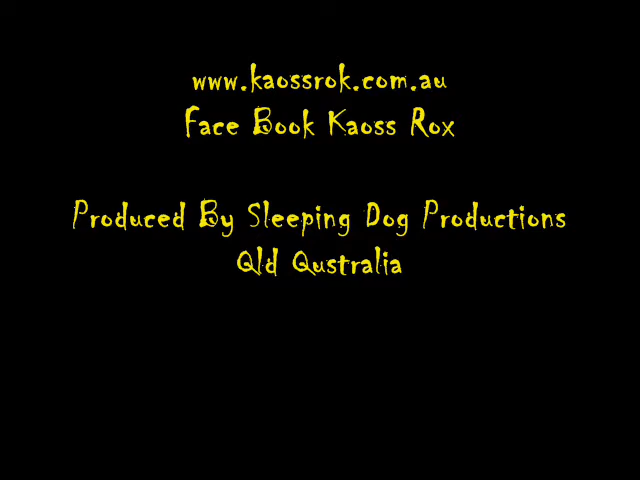 www.kaossrok.com.au
Face Book Kaoss Rox
Produced By Sleeping Dog Productions
Qld Qustralia